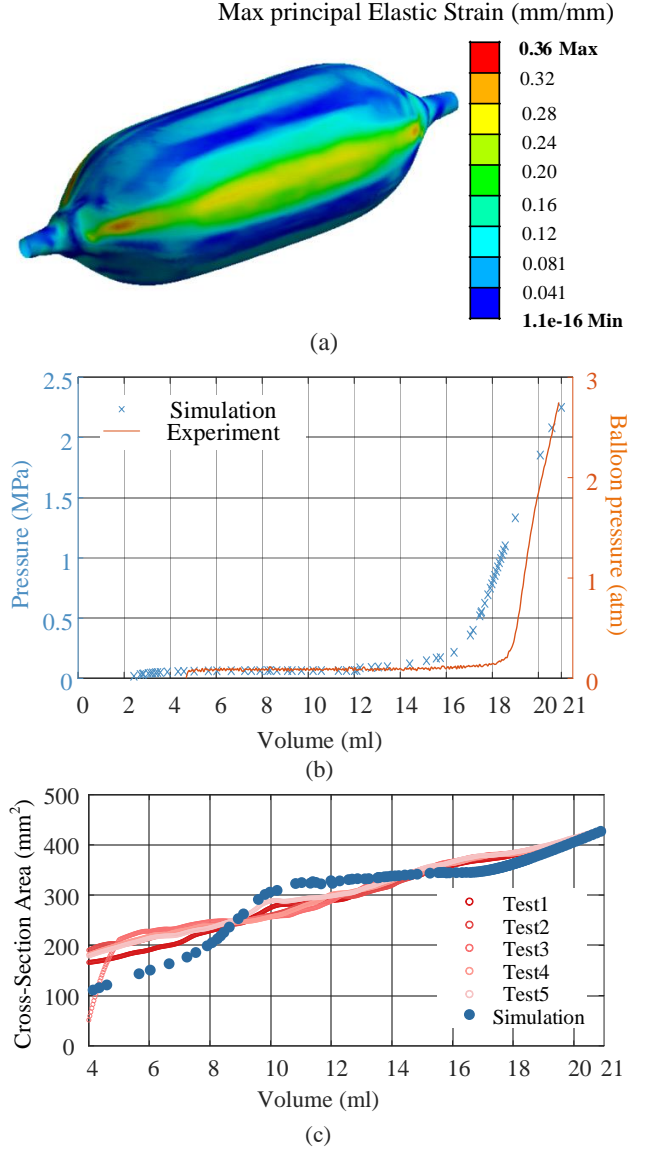 Max principal Elastic Strain (mm/mm)
0.36 Max
0.32
0.28
0.24
0.20
0.16
0.12
0.081
0.041
1.1e-16 Min
(a)
2.5
2
1.5
1
0.5
0
Pressure (MPa)
Simulation
Experiment
3
2
1
0
Balloon pressure (atm)
0 2 4 6 8 10 12 14 16 18 20 21
Volume (ml)
(b)
500
400
300
200
100
0
Cross-Section Area (mm²)
Test1
Test2
Test3
Test4
Test5
Simulation
4 6 8 10 12 14 16 18 20 21
Volume (ml)
(c)